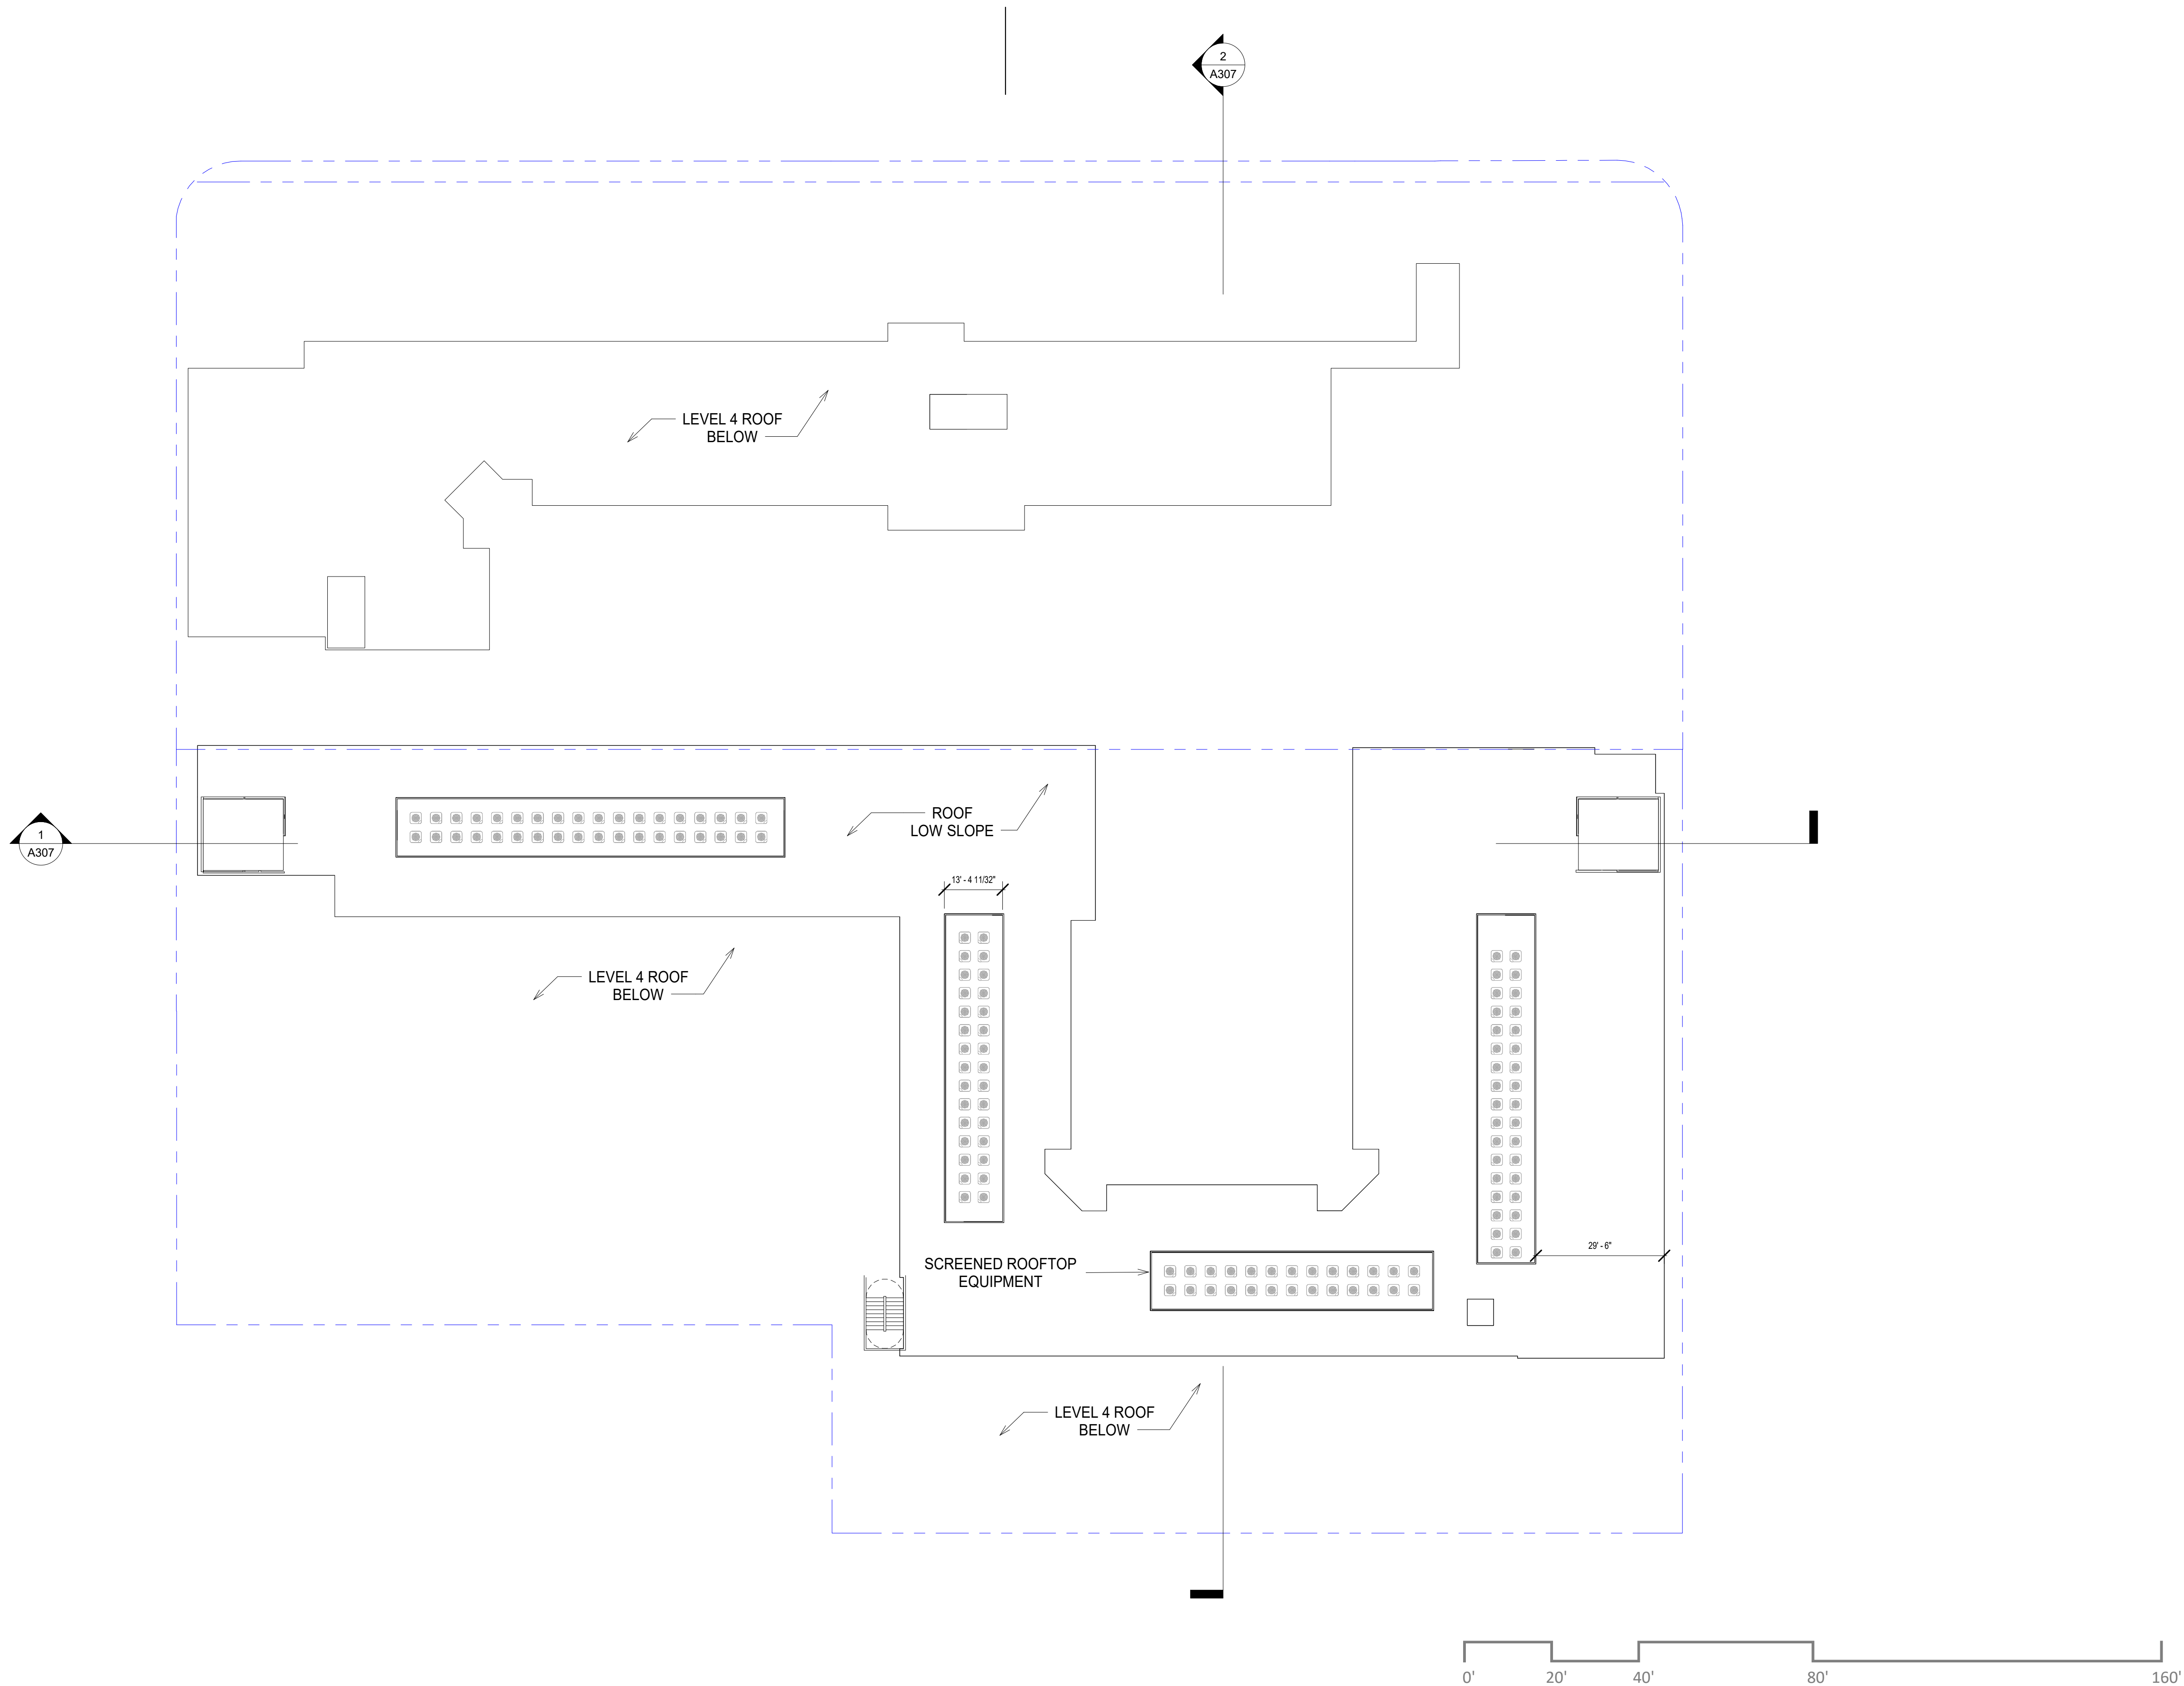 2
A307
LEVEL 4 ROOF
BELOW
ROOF
LOW SLOPE
1
A307
13' - 4 11/32"
LEVEL 4 ROOF
BELOW
29' - 6"
SCREENED ROOFTOP
EQUIPMENT
LEVEL 4 ROOF
BELOW
0' 20' 40' 80' 160'